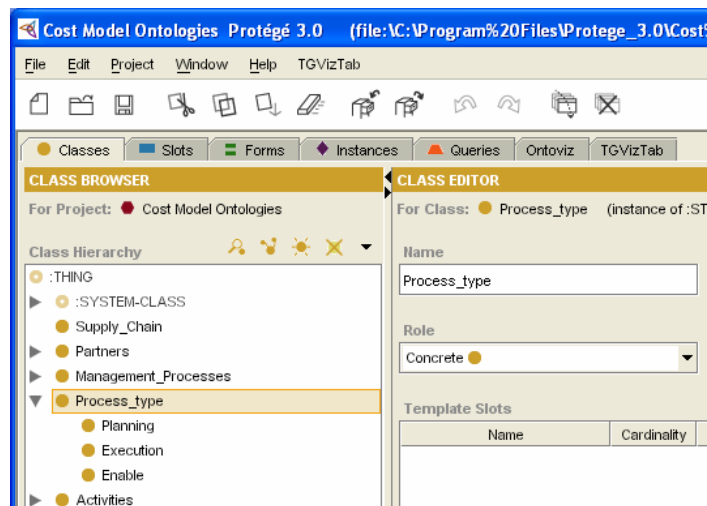 Cost Model Ontologies Protégé 3.0 (file:\C:\Program%20Files\Protege_3.0\Cost%
File Edit Project Window Help TGVizTab
Classes Slots Forms Instances Queries Ontoviz TGVizTab
CLASS BROWSER
CLASS EDITOR
For Project: Cost Model Ontologies
For Class: Process_type (instance of :ST
Class Hierarchy
Name
:THING
Process_type
:SYSTEM-CLASS
Supply_Chain
Role
Partners
Concrete
Management_Processes
Process_type
Template Slots
Planning
Name Cardinality
Execution
Enable
Activities